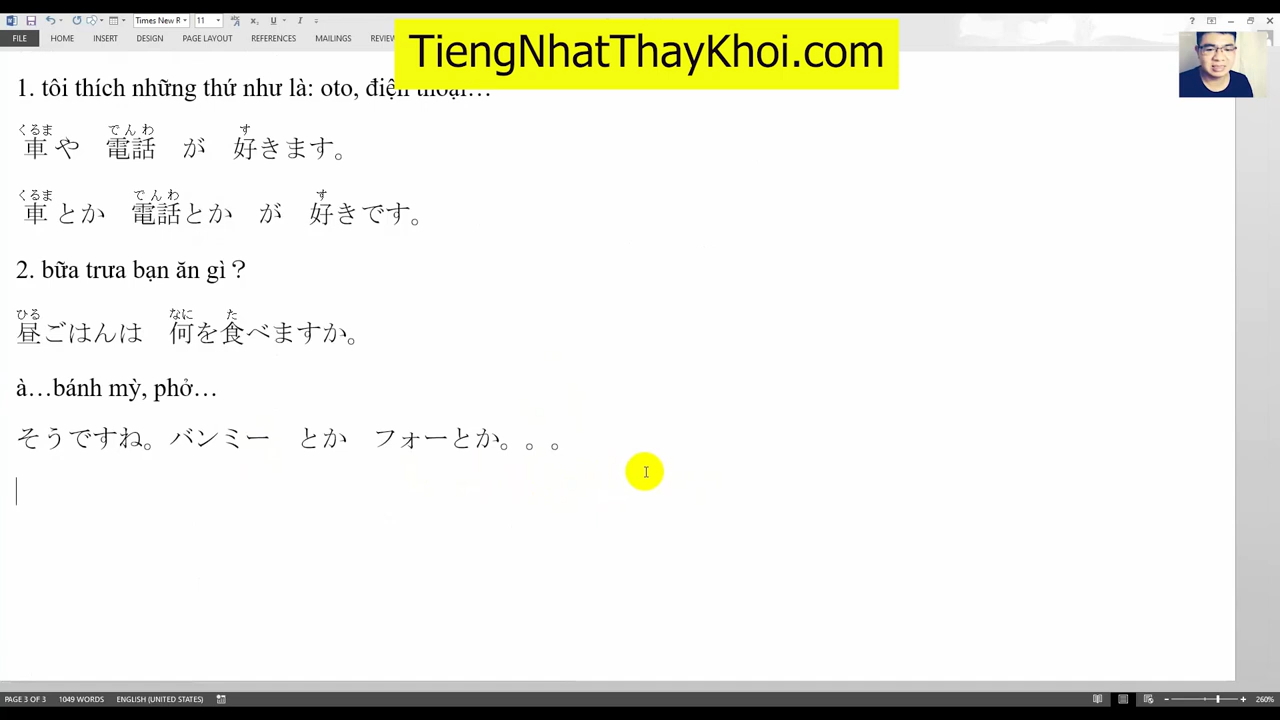 Times New R 11
FILE HOME INSERT DESIGN PAGE LAYOUT REFERENCES MAILINGS
TiengNhatThayKhoi.com
1. tôi thích những thứ như là: oto, điện thoại…
くるま でんわ す
車や 電話 が 好きます。
くるま でんわ す
車とか 電話とか が 好きです。
2. bữa trưa bạn ăn gì？
ひる なに た
昼ごはんは 何を食べますか。
à…bánh mỳ, phở…
そうですね。バンミー とか フォーとか。。。
PAGE 3 OF 3 1049 WORDS ENGLISH (UNITED STATES) 260%